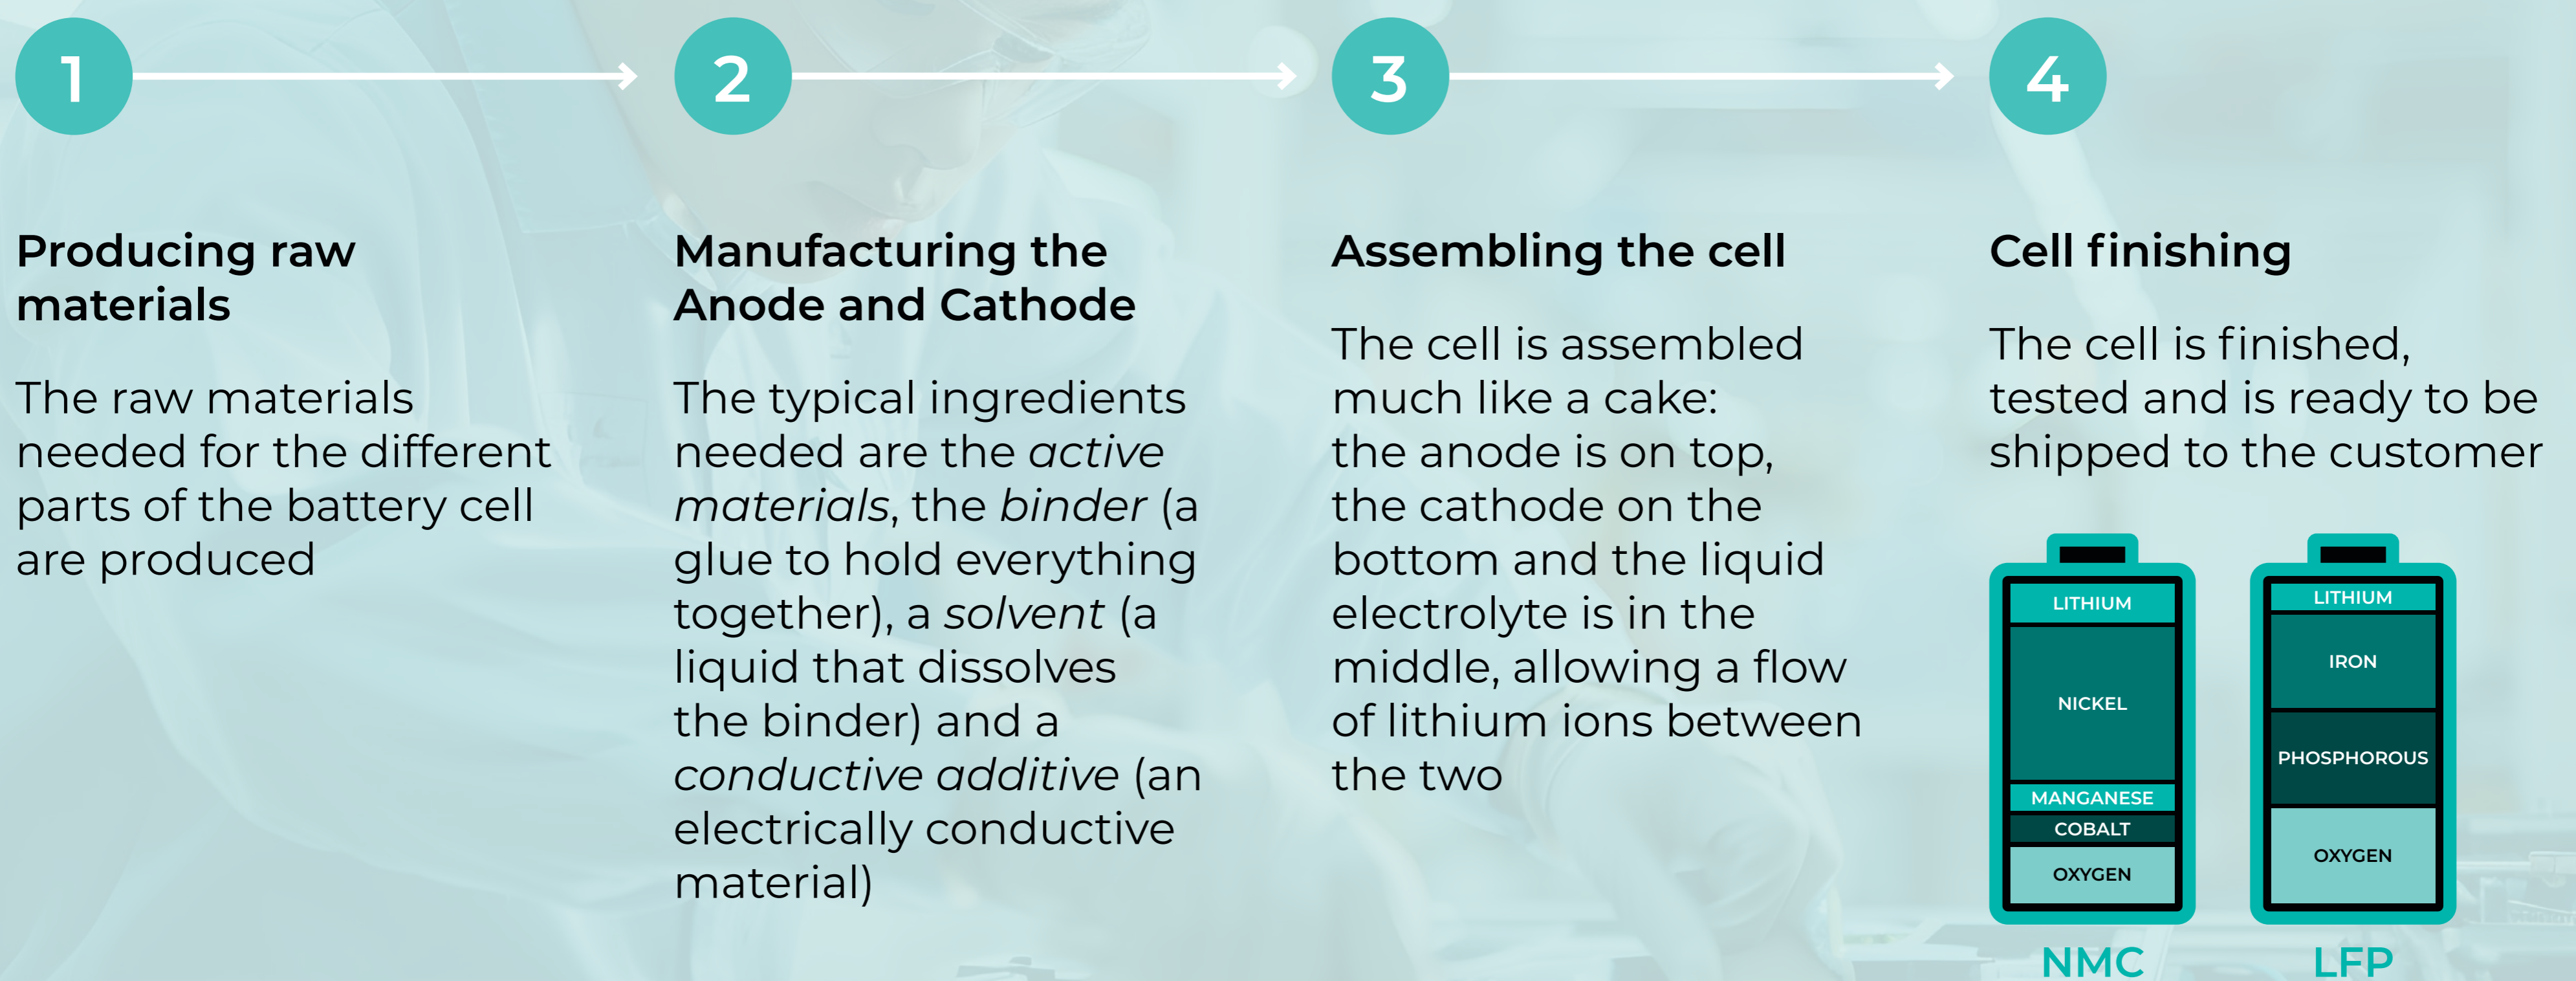 1
Producing raw
materials
The raw materials
needed for the different
parts of the battery cell
are produced
2
Manufacturing the
Anode and Cathode
The typical ingredients
needed are the active
materials, the binder (a
glue to hold everything
together), a solvent (a
liquid that dissolves
the binder) and a
conductive additive (an
electrically conductive
material)
3
Assembling the cell
The cell is assembled
much like a cake:
the anode is on top,
the cathode on the
bottom and the liquid
electrolyte is in the
middle, allowing a flow
of lithium ions between
the two
4
Cell finishing
The cell is finished,
tested and is ready to be
shipped to the customer
LITHIUM
NICKEL
MANGANESE
COBALT
OXYGEN
NMC
LITHIUM
IRON
PHOSPHOROUS
OXYGEN
LFP